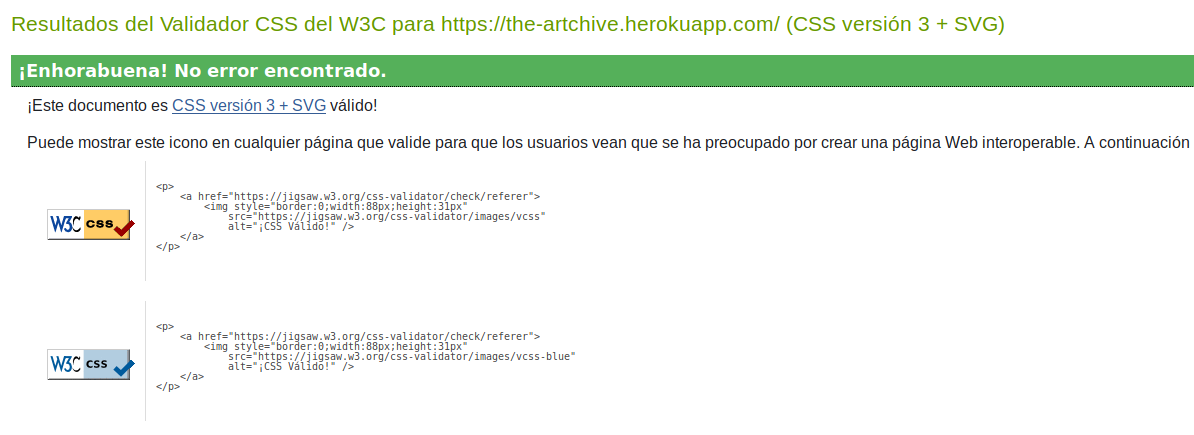 Resultados del Validador CSS del W3C para https://the-artchive.herokuapp.com/ (CSS versión 3 + SVG)
¡Enhorabuena! No error encontrado.
¡Este documento es CSS versión 3 + SVG válido!
Puede mostrar este icono en cualquier página que valide para que los usuarios vean que se ha preocupado por crear una página Web interoperable. A continuación
W3C css
<p>
    <a href="https://jigsaw.w3.org/css-validator/check/referer">
        <img style="border:0;width:88px;height:31px"
            src="https://jigsaw.w3.org/css-validator/images/vcss"
            alt="¡CSS Válido!" />
    </a>
</p>
W3C css
<p>
    <a href="https://jigsaw.w3.org/css-validator/check/referer">
        <img style="border:0;width:88px;height:31px"
            src="https://jigsaw.w3.org/css-validator/images/vcss-blue"
            alt="¡CSS Válido!" />
    </a>
</p>